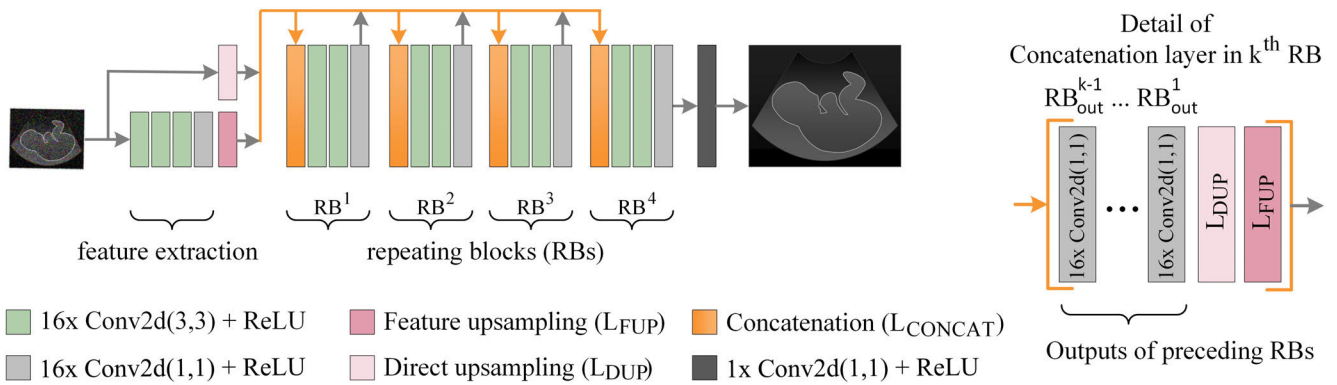 Detail of
Concatenation layer in kth RB
RBk-1out ... RB1out
16x Conv2d(1,1)
...
16x Conv2d(1,1)
LDUP
LFUP
Outputs of preceding RBs
RB1
RB2
RB3
RB4
feature extraction
repeating blocks (RBs)
16x Conv2d(3,3) + ReLU
Feature upsampling (LFUP)
Concatenation (LCONCAT)
16x Conv2d(1,1) + ReLU
Direct upsampling (LDUP)
1x Conv2d(1,1) + ReLU